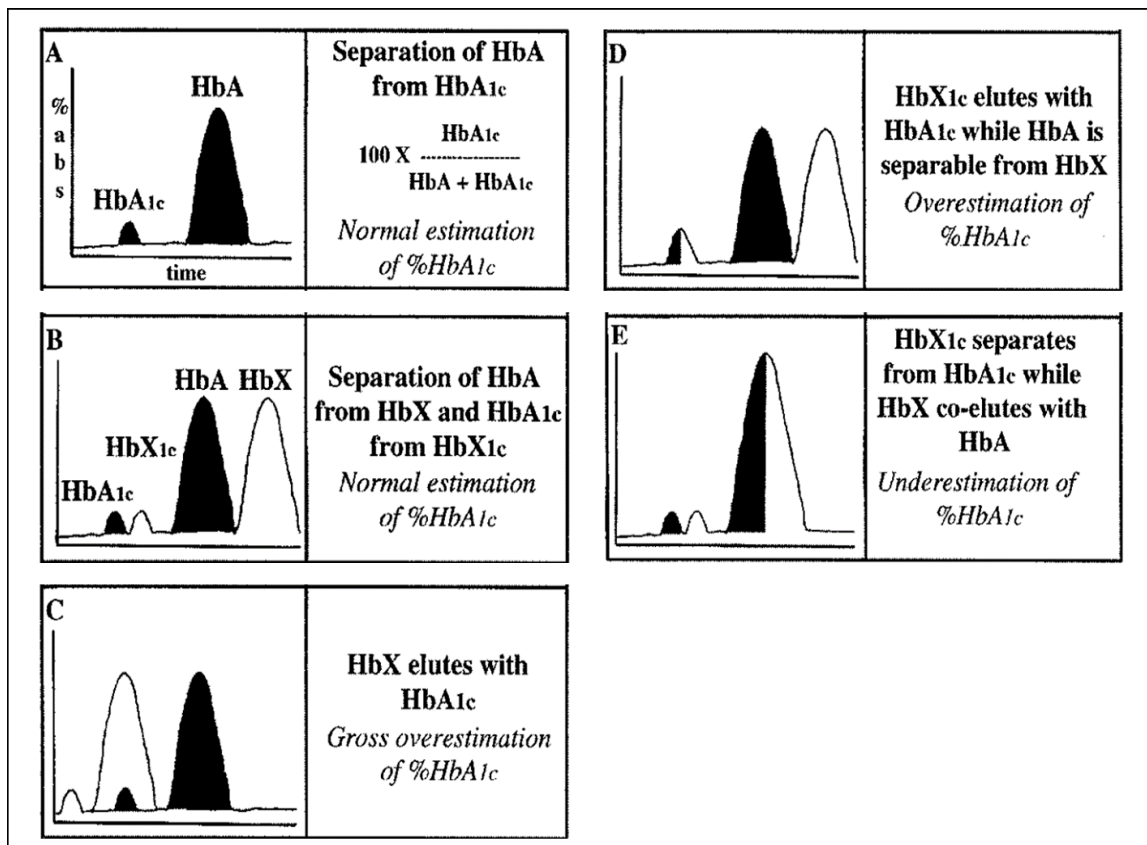 A
% abs
HbA
HbA1c
time
Separation of HbA
from HbA1c
HbA1c
100 X ------------------
HbA + HbA1c
Normal estimation
of %HbA1c
B
HbA HbX
HbX1c
HbA1c
Separation of HbA
from HbX and HbA1c
from HbX1c
Normal estimation
of %HbA1c
C
HbX elutes with
HbA1c
Gross overestimation
of %HbA1c
D
HbX1c elutes with
HbA1c while HbA is
separable from HbX
Overestimation of
%HbA1c
E
HbX1c separates
from HbA1c while
HbX co-elutes with
HbA
Underestimation of
%HbA1c